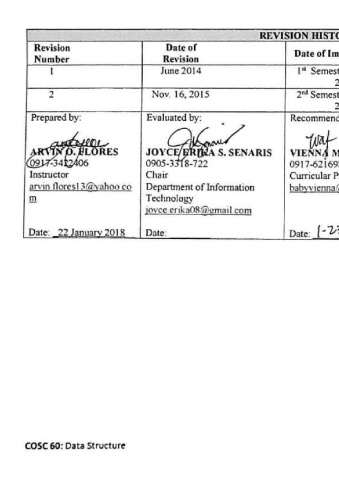 REVISION HISTO
Revision Number
Date of Revision
Date of Im
1
June 2014
1st Semest
2
2
Nov. 16, 2015
2nd Semest
2
Prepared by:
ARVIN O. FLORES
0917-3422406
Instructor
arvin flores13@yahoo co
m
Date: 22 January 2018
Evaluated by:
JOYCE ERIKA S. SENARIS
0905-3318-722
Chair
Department of Information
Technology
joyce erika08@gmail.com
Date:
Recommend
VIENNA M
0917-62169
Curricular P
babyvienna@
Date: 1-23
COSC 60: Data Structure